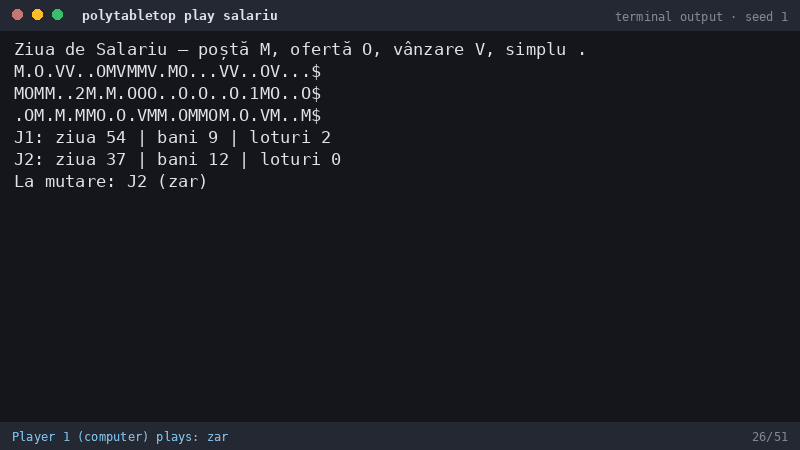 polytabletop play salariu
terminal output · seed 1
Ziua de Salariu — poștă M, ofertă O, vânzare V, simplu .
M.O.VV..OMVMMV.MO...VV..OV...$
MOMM..2M.M.OOO..O.O..O.1MO..O$
.OM.M.MMO.O.VMM.OMMOM.O.VM..M$
J1: ziua 54 | bani 9 | loturi 2
J2: ziua 37 | bani 12 | loturi 0
La mutare: J2 (zar)
Player 1 (computer) plays: zar
26/51